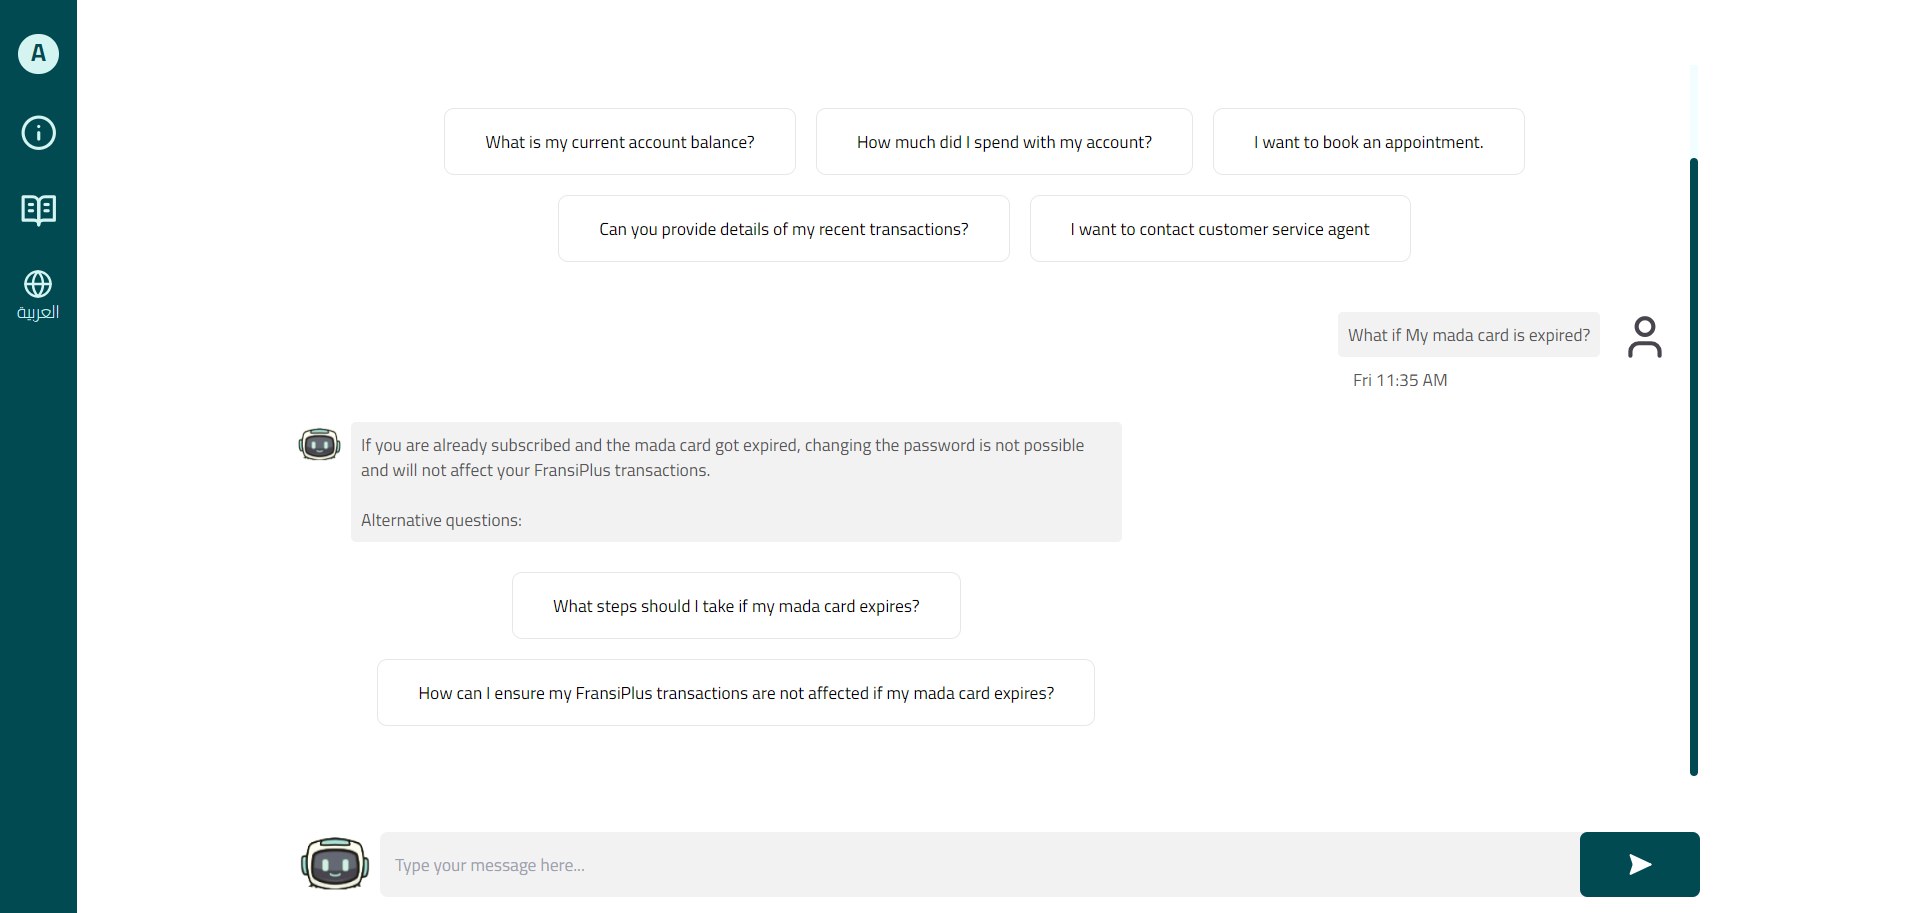 A
العربية
What is my current account balance?
How much did I spend with my account?
I want to book an appointment.
Can you provide details of my recent transactions?
I want to contact customer service agent
What if My mada card is expired?
Fri 11:35 AM
If you are already subscribed and the mada card got expired, changing the password is not possible
and will not affect your FransiPlus transactions.
Alternative questions:
What steps should I take if my mada card expires?
How can I ensure my FransiPlus transactions are not affected if my mada card expires?
Type your message here...